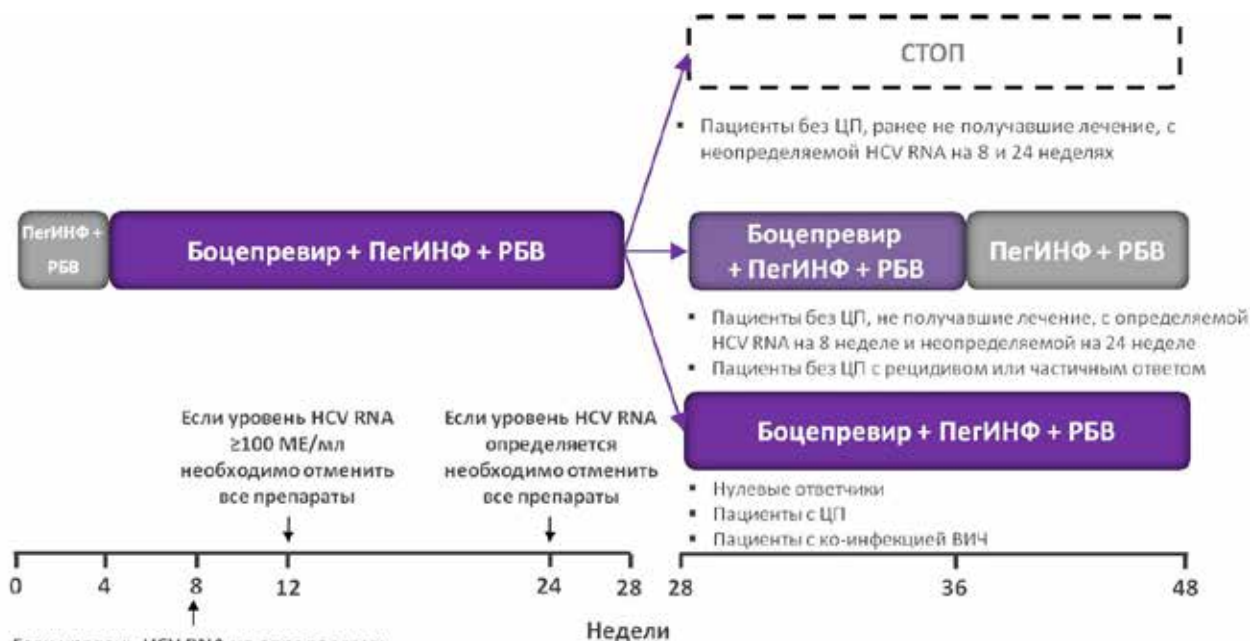 СТОП
▪ Пациенты без ЦП, ранее не получавшие лечение, с
неопределяемой HCV RNA на 8 и 24 неделях
ПегИНФ +
РБВ
Боцепревир + ПегИНФ + РБВ
Боцепревир
+ ПегИНФ + РБВ
ПегИНФ + РБВ
▪ Пациенты без ЦП, не получавшие лечение, с определяемой
HCV RNA на 8 неделе и неопределяемой на 24 неделе
▪ Пациенты без ЦП с рецидивом или частичным ответом
Если уровень HCV RNA
≥100 МЕ/мл
необходимо отменить
все препараты
Если уровень HCV RNA
определяется
необходимо отменить
все препараты
Боцепревир + ПегИНФ + РБВ
▪ Нулевые ответчики
▪ Пациенты с ЦП
▪ Пациенты с ко-инфекцией ВИЧ
0 4 8 12 24 28 28 36 48
Недели
HCV RNA